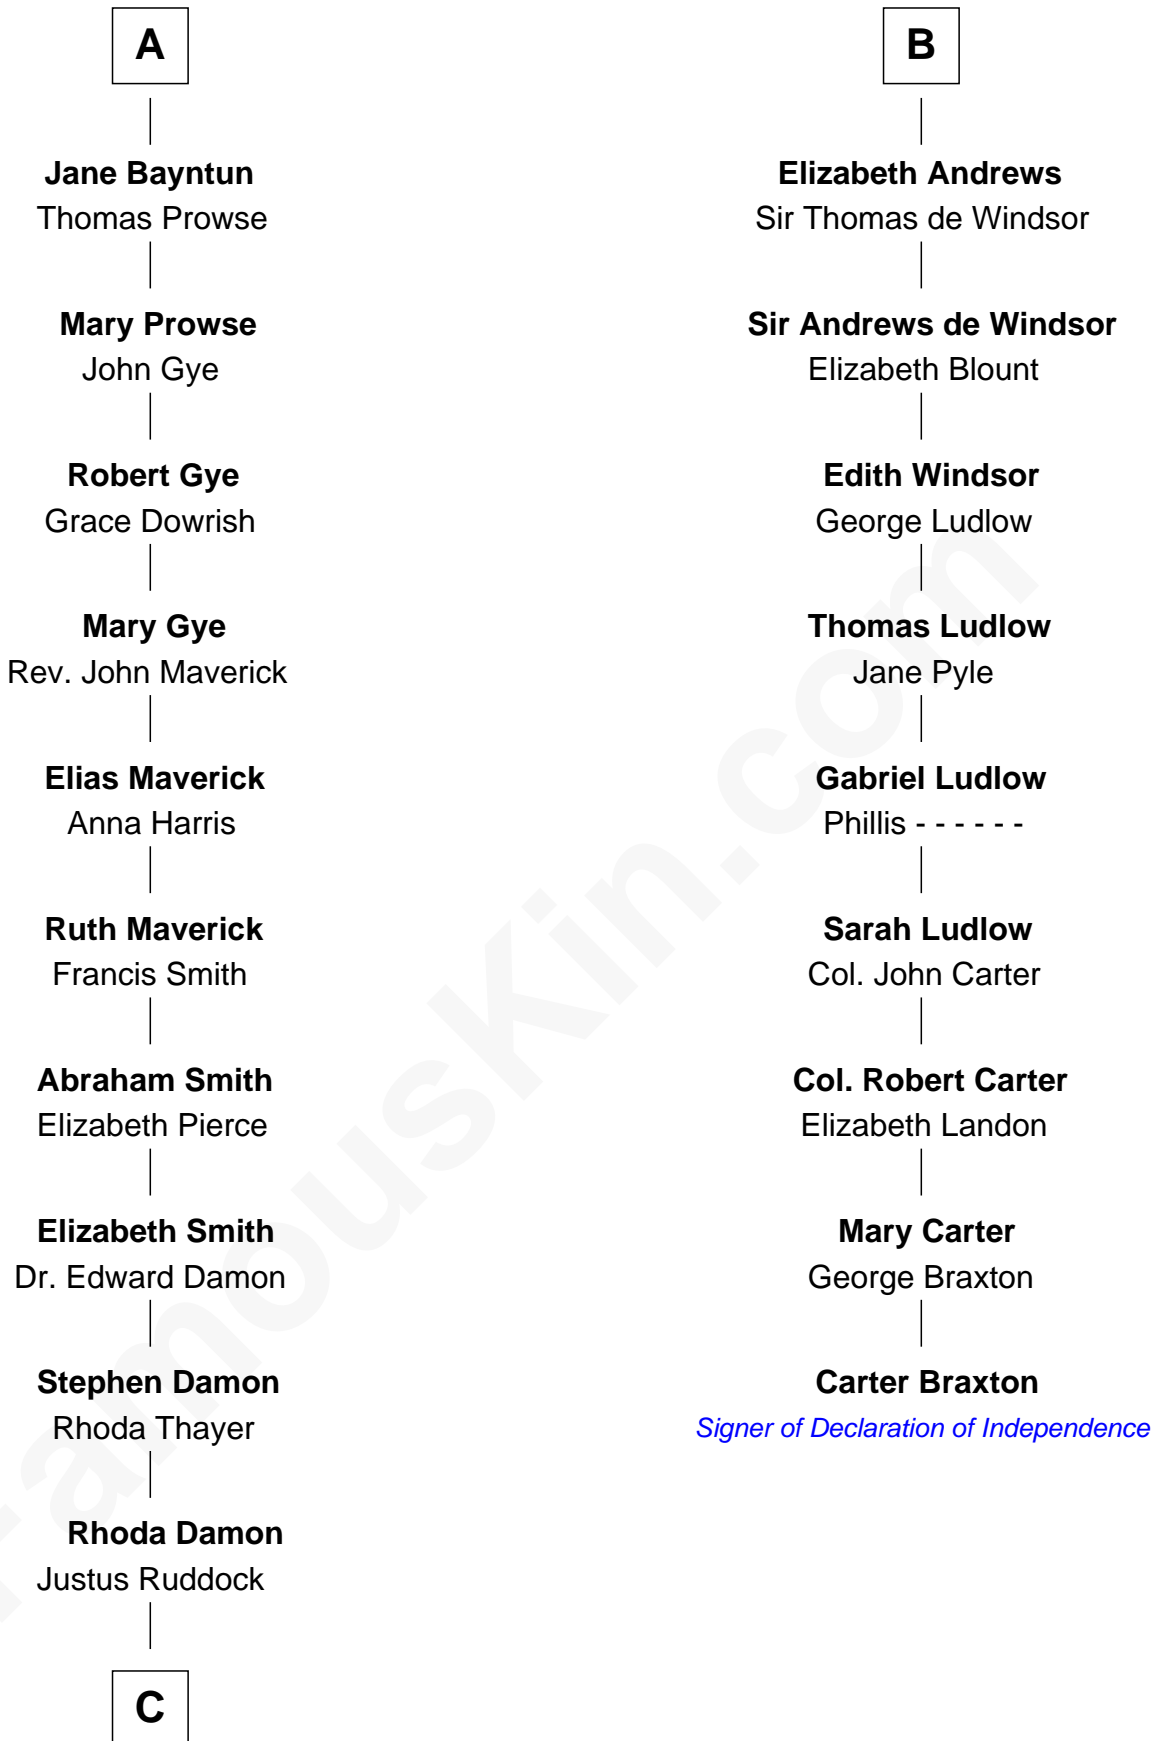 A
Jane Bayntun
Thomas Prowse
Mary Prowse
John Gye
Robert Gye
Grace Dowrish
Mary Gye
Rev. John Maverick
Elias Maverick
Anna Harris
Ruth Maverick
Francis Smith
Abraham Smith
Elizabeth Pierce
Elizabeth Smith
Dr. Edward Damon
Stephen Damon
Rhoda Thayer
Rhoda Damon
Justus Ruddock
C
B
Elizabeth Andrews
Sir Thomas de Windsor
Sir Andrews de Windsor
Elizabeth Blount
Edith Windsor
George Ludlow
Thomas Ludlow
Jane Pyle
Gabriel Ludlow
Phillis - - - - - -
Sarah Ludlow
Col. John Carter
Col. Robert Carter
Elizabeth Landon
Mary Carter
George Braxton
Carter Braxton
Signer of Declaration of Independence
FamousKin.com